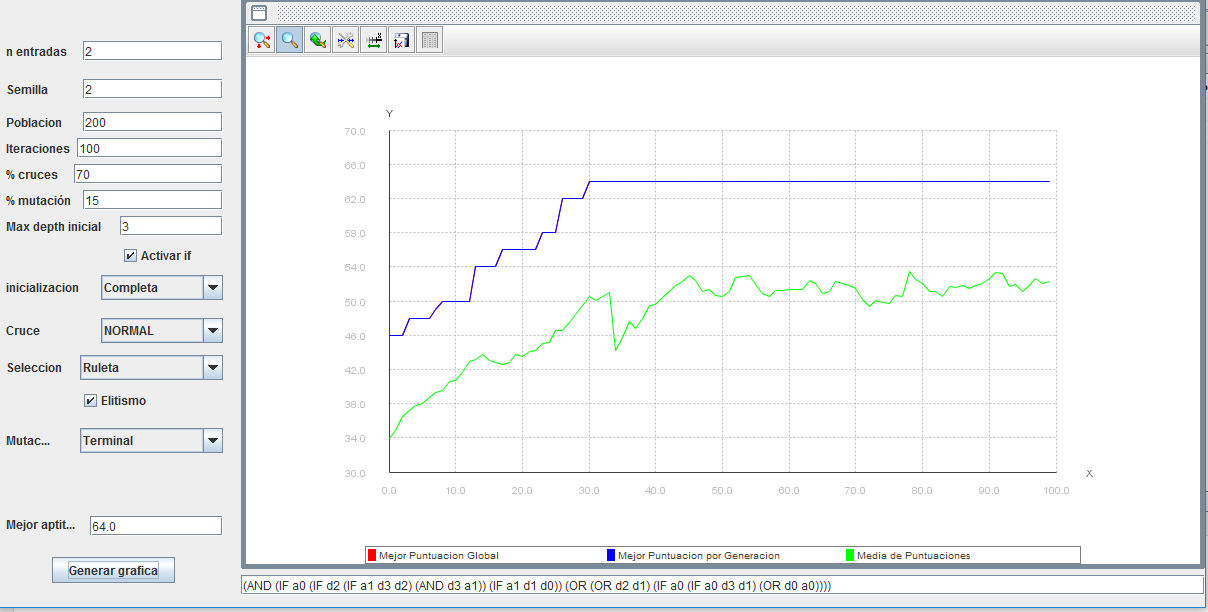 n entradas 2
Semilla 2
Poblacion 200
Iteraciones 100
% cruces 70
% mutación 15
Max depth inicial 3
Activar if
inicializacion Completa
Cruce NORMAL
Seleccion Ruleta
Elitismo
Mutac... Terminal
Mejor aptit... 64.0
Generar grafica
Y
70.0
66.0
62.0
58.0
54.0
50.0
46.0
42.0
38.0
34.0
30.0
X
0.0 10.0 20.0 30.0 40.0 50.0 60.0 70.0 80.0 90.0 100.0
Mejor Puntuacion Global Mejor Puntuacion por Generacion Media de Puntuaciones
(AND (IF a0 (IF d2 (IF a1 d3 d2) (AND d3 a1)) (IF a1 d1 d0)) (OR (OR d2 d1) (IF a0 (IF a0 d3 d1) (OR d0 a0))))